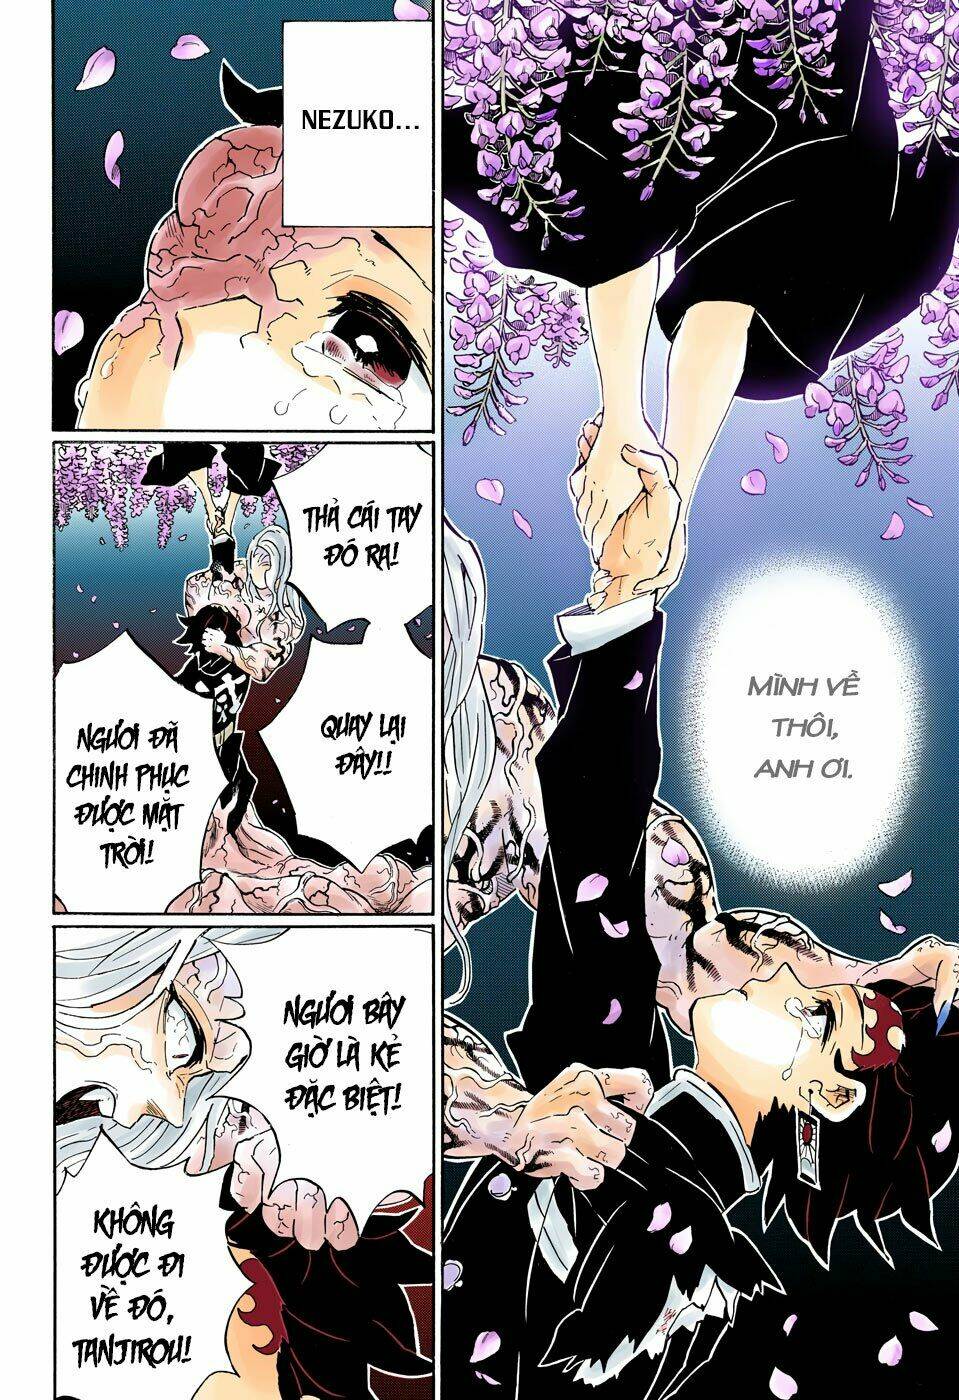 MÌNH VỀ
THÔI,
ANH ƠI.
NEZUKO...
THẢ CÁI TAY
ĐÓ RA!
QUAY LẠI
ĐÂY!!
NGƯƠI ĐÃ
CHINH PHỤC
ĐƯỢC MẶT
TRỜI!
NGƯƠI BÂY
GIỜ LÀ KẺ
ĐẶC BIỆT!
KHÔNG
ĐƯỢC ĐI
VỀ ĐÓ,
TANJIROU!